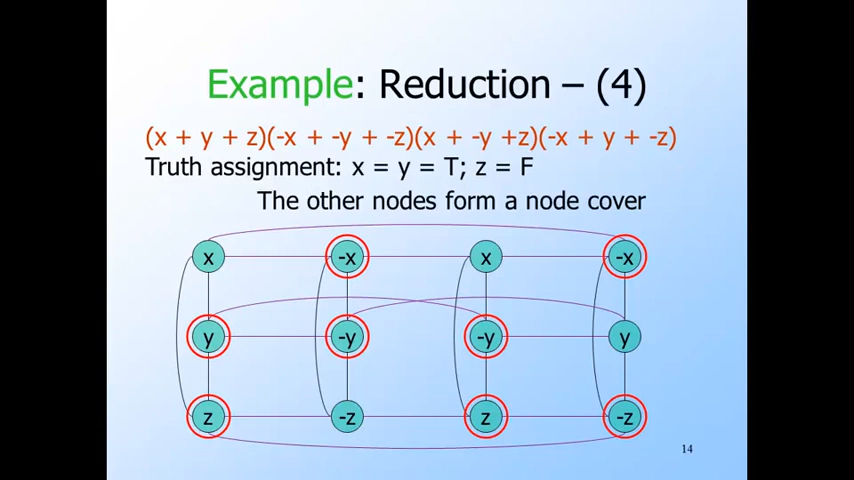 Example: Reduction – (4)
(x + y + z)(-x + -y + -z)(x + -y +z)(-x + y + -z)
Truth assignment: x = y = T; z = F
The other nodes form a node cover
x -x x -x
y -y -y y
z -z z -z
14